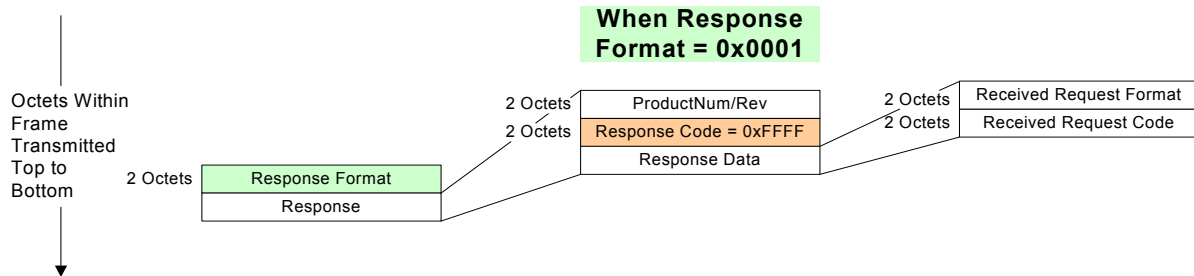 When Response
Format = 0x0001
Octets Within
Frame
Transmitted
Top to
Bottom
2 Octets
Response Format
Response
2 Octets
ProductNum/Rev
2 Octets
Response Code = 0xFFFF
Response Data
2 Octets
Received Request Format
2 Octets
Received Request Code